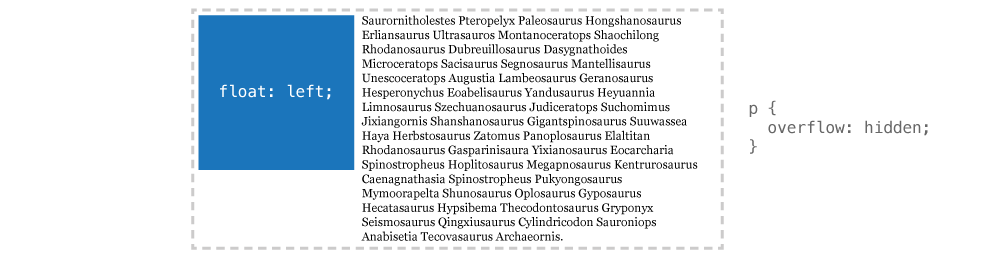 float: left;
Saurornitholestes Pteropelyx Paleosaurus Hongshanosaurus
Erliansaurus Ultrasauros Montanoceratops Shaochilong
Rhodanosaurus Dubreuillosaurus Dasygnathoides
Microceratops Sacisaurus Segnosaurus Mantellisaurus
Unescoceratops Augustia Lambeosaurus Geranosaurus
Hesperonychus Eoabelisaurus Yandusaurus Heyuannia
Limnosaurus Szechuanosaurus Judiceratops Suchomimus
Jixiangornis Shanshanosaurus Gigantspinosaurus Suuwassea
Haya Herbstosaurus Zatomus Panoplosaurus Elaltitan
Rhodanosaurus Gasparinisaura Yixianosaurus Eocarcharia
Spinostropheus Hoplitosaurus Megapnosaurus Kentrurosaurus
Caenagnathasia Spinostropheus Pukyongosaurus
Mymoorapelta Shunosaurus Oplosaurus Gyposaurus
Hecatasaurus Hypsibema Thecodontosaurus Gryponyx
Seismosaurus Qingxiusaurus Cylindricodon Sauroniops
Anabisetia Tecovasaurus Archaeornis.
p {
overflow: hidden;
}